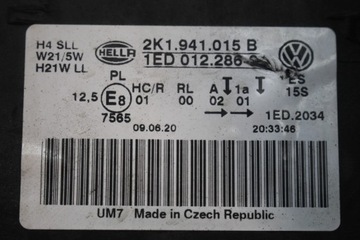 H4 SLL
W21/5W
H21W LL
HELLA
2K1.941.015 B
1ED 012.286
PL
HC/R RL A 1a ES
12,5 E8 01 00 02 01 15S
7565
1ED.2034
09.06.20
20:33:46
UM7 Made in Czech Republic